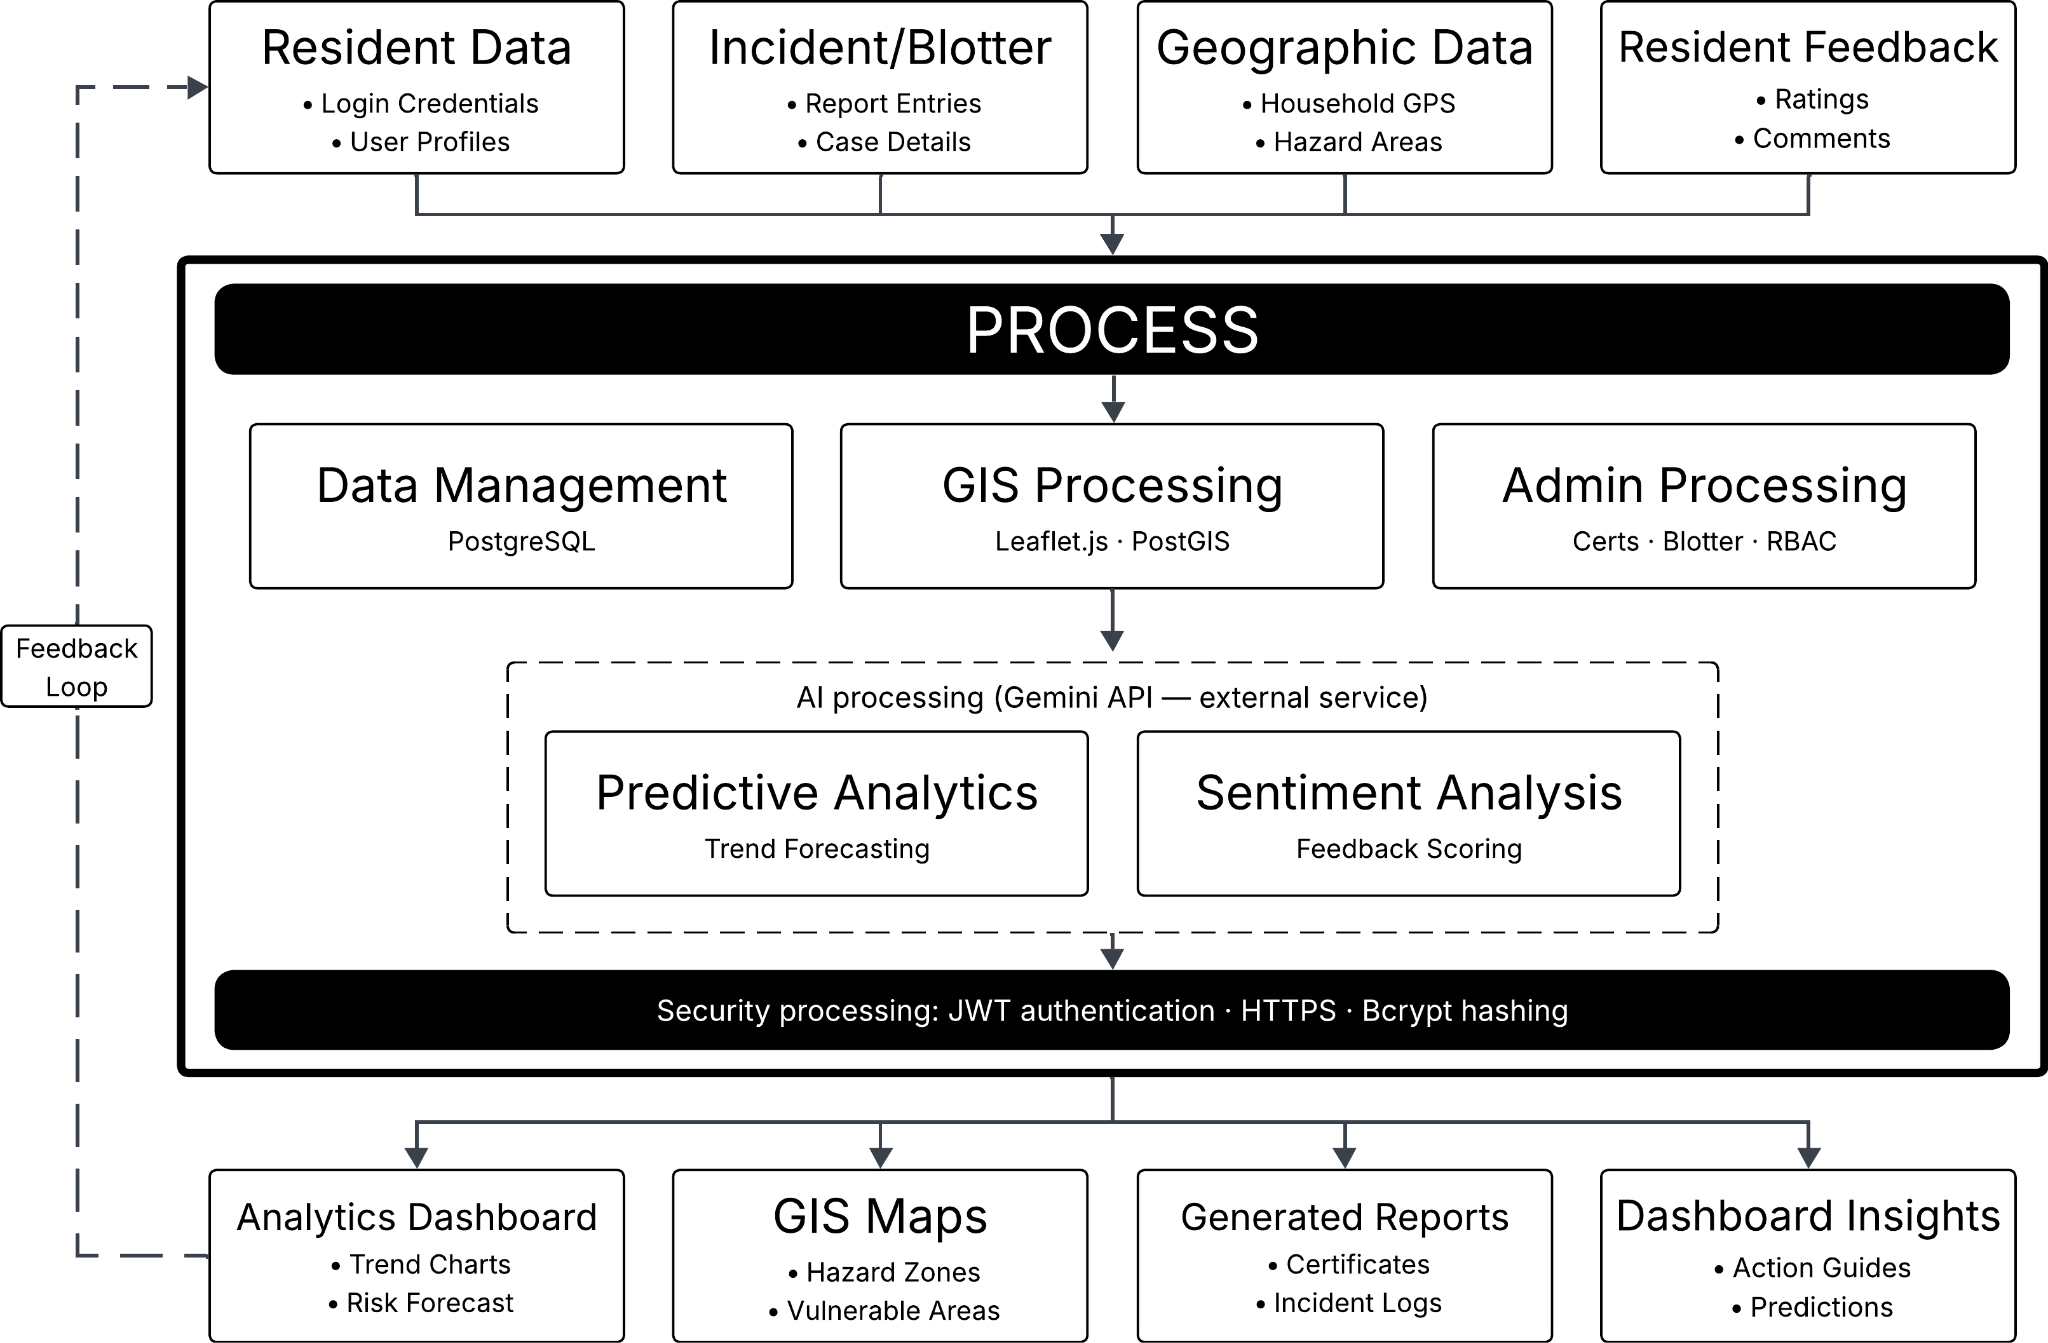 Resident Data
• Login Credentials
• User Profiles
Incident/Blotter
• Report Entries
• Case Details
Geographic Data
• Household GPS
• Hazard Areas
Resident Feedback
• Ratings
• Comments
PROCESS
Data Management
PostgreSQL
GIS Processing
Leaflet.js · PostGIS
Admin Processing
Certs · Blotter · RBAC
Feedback
Loop
AI processing (Gemini API — external service)
Predictive Analytics
Trend Forecasting
Sentiment Analysis
Feedback Scoring
Security processing: JWT authentication · HTTPS · Bcrypt hashing
Analytics Dashboard
• Trend Charts
• Risk Forecast
GIS Maps
• Hazard Zones
• Vulnerable Areas
Generated Reports
• Certificates
• Incident Logs
Dashboard Insights
• Action Guides
• Predictions